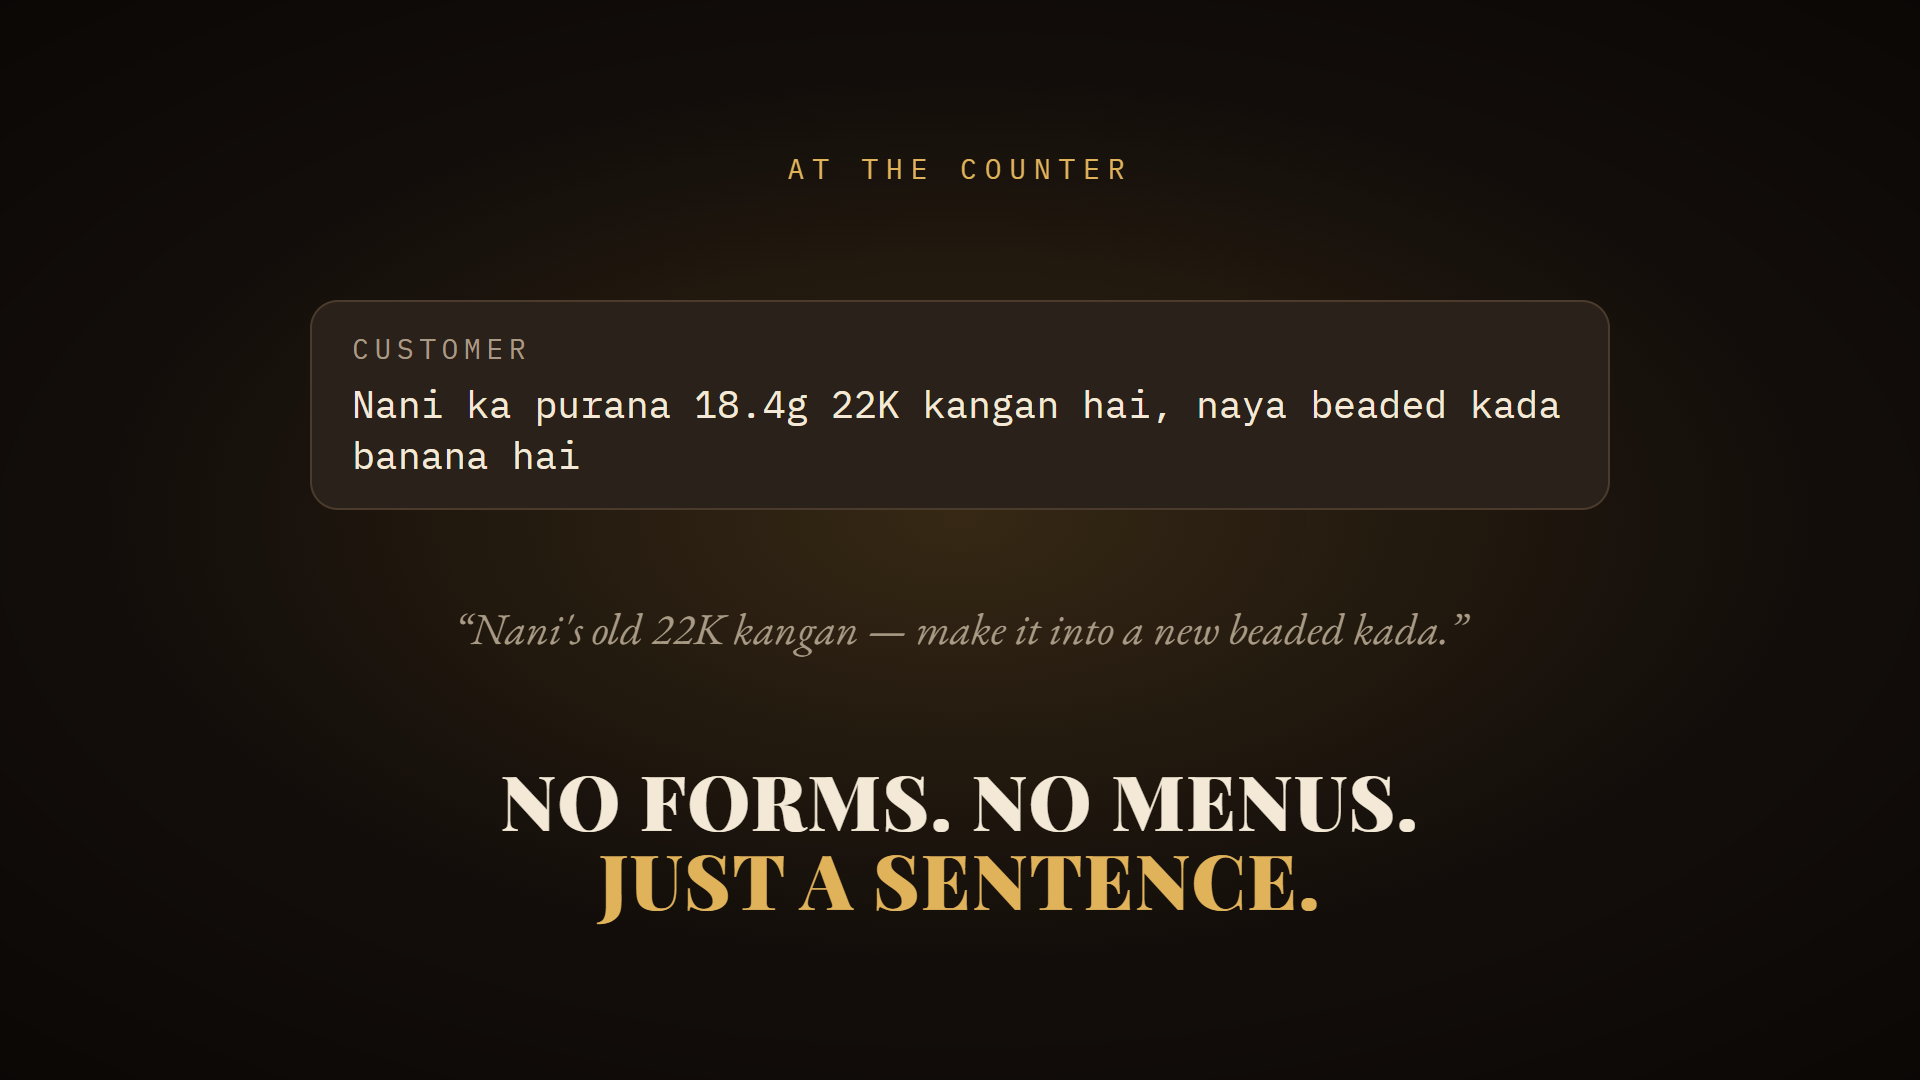 AT THE COUNTER
CUSTOMER
Nani ka purana 18.4g 22K kangan hai, naya beaded kada
banana hai
“Nani's old 22K kangan — make it into a new beaded kada.”
NO FORMS. NO MENUS.
JUST A SENTENCE.